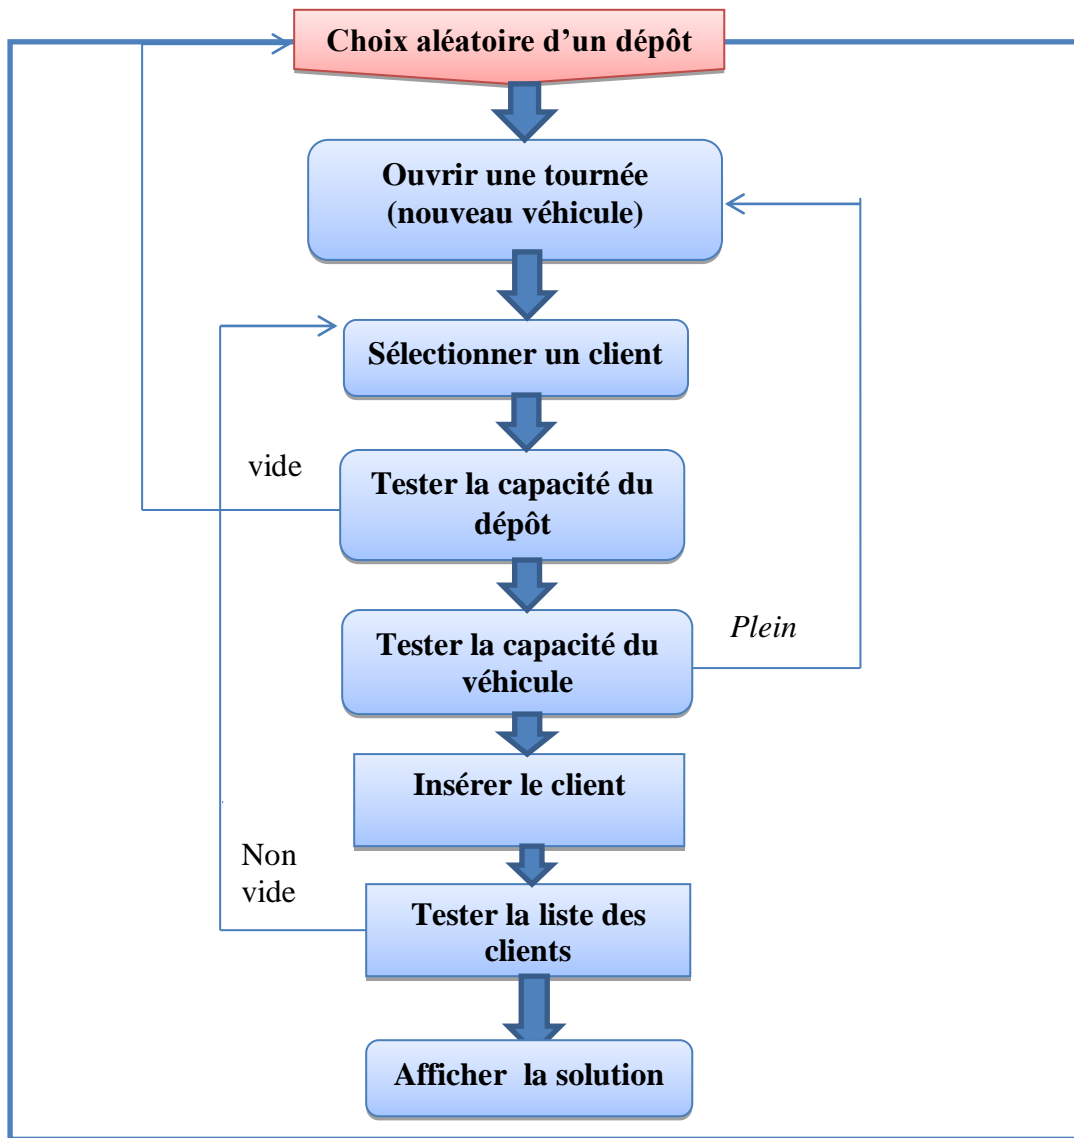 Choix aléatoire d’un dépôt
Ouvrir une tournée
(nouveau véhicule)
Sélectionner un client
vide
Tester la capacité du
dépôt
Plein
Tester la capacité du
véhicule
Insérer le client
Non
vide
Tester la liste des
clients
Afficher  la solution